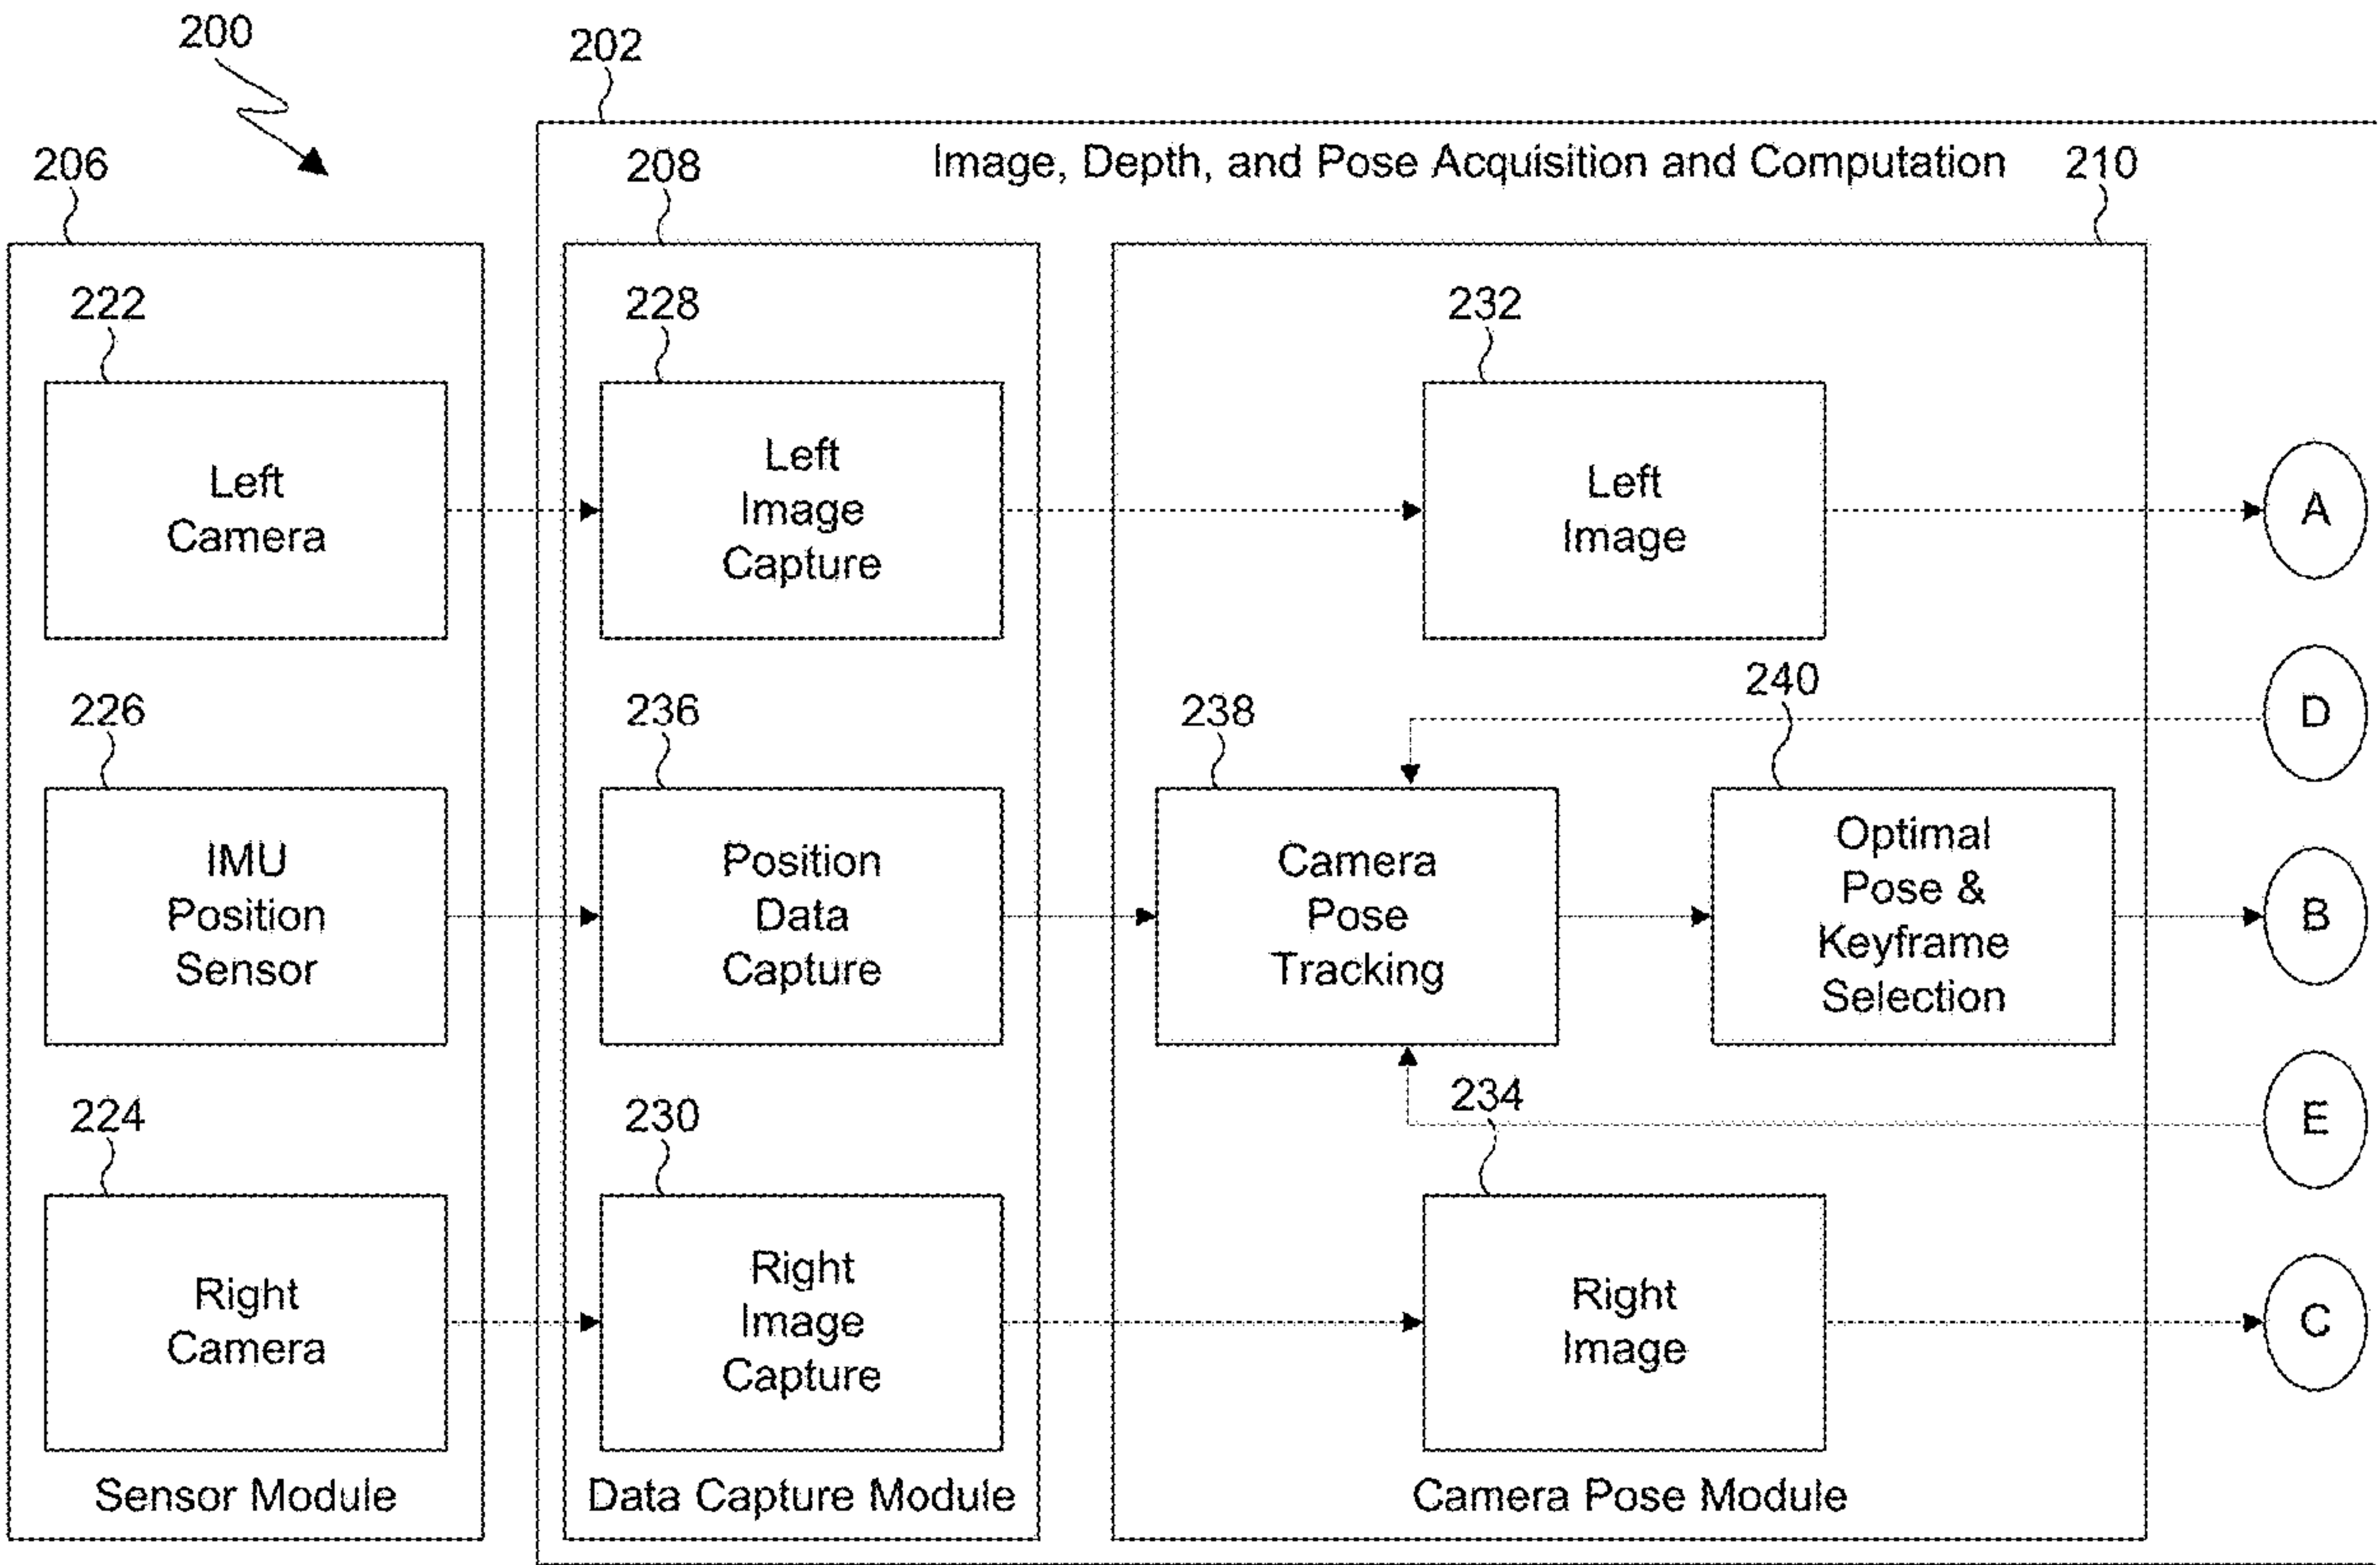 200
202
206
208
Image, Depth, and Pose Acquisition and Computation
210
222
228
232
Left
Camera
Left
Image
Capture
Left
Image
A
D
226
236
238
240
IMU
Position
Sensor
Position
Data
Capture
Camera
Pose
Tracking
Optimal
Pose &
Keyframe
Selection
B
E
224
230
234
Right
Camera
Right
Image
Capture
Right
Image
C
Sensor Module
Data Capture Module
Camera Pose Module